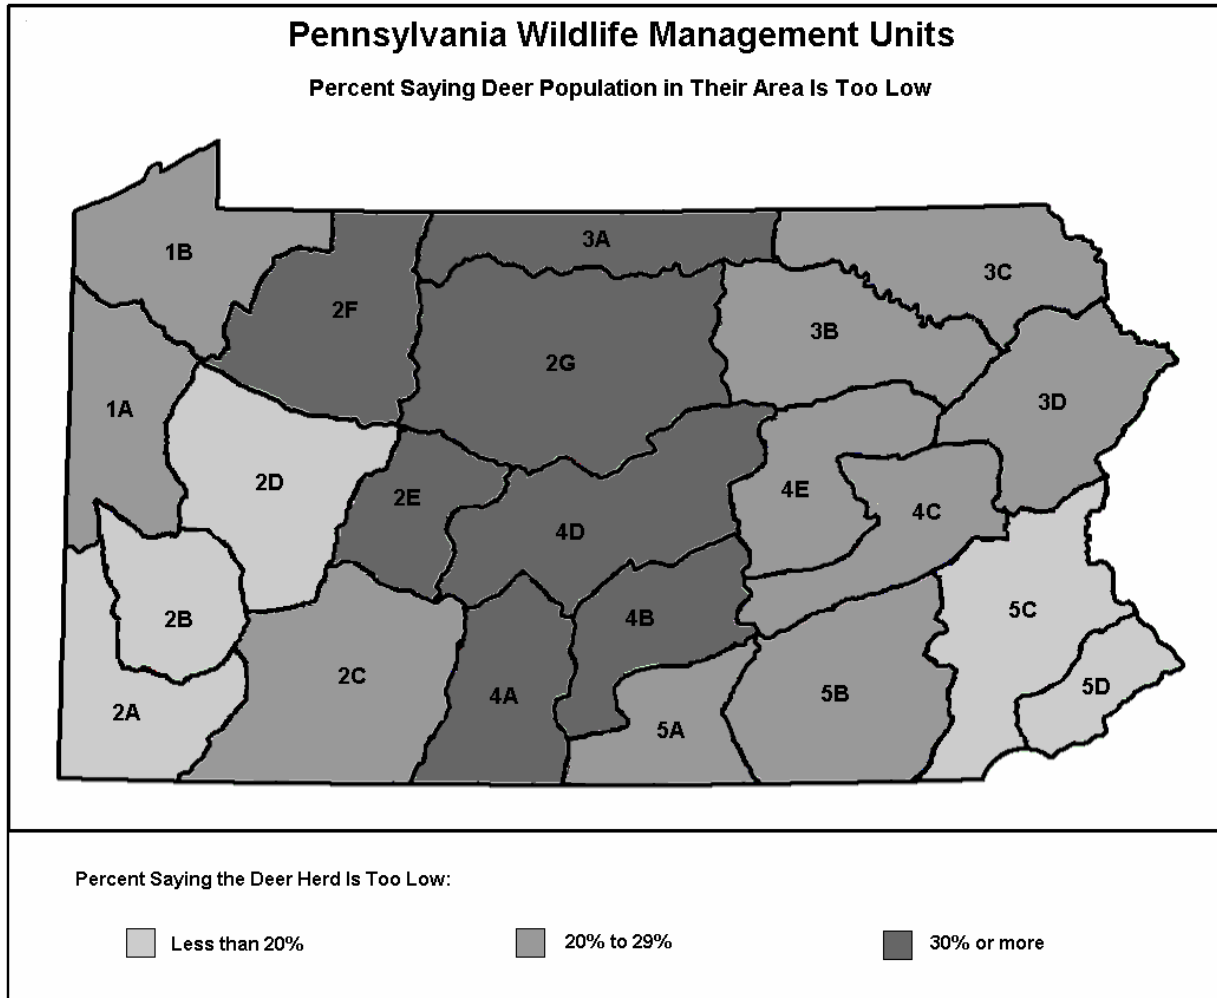 Pennsylvania Wildlife Management Units
Percent Saying Deer Population in Their Area Is Too Low
1B
3A
3C
2F
3B
2G
1A
3D
2D
2E
4E
4C
4D
2B
4B
5C
2C
4A
5B
5D
2A
5A
Percent Saying the Deer Herd Is Too Low:
Less than 20%
20% to 29%
30% or more